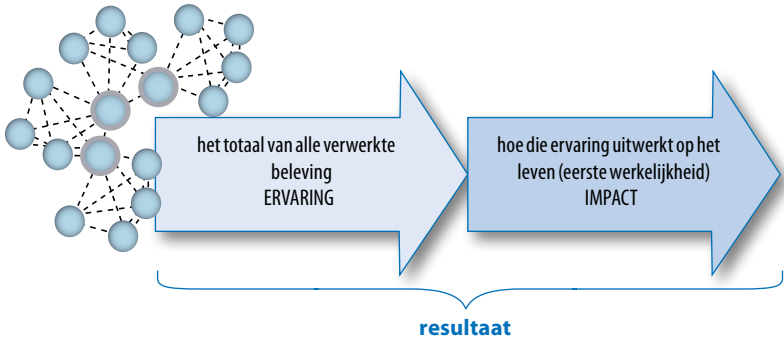 het totaal van alle verwerkte
beleving
ERVARING
hoe die ervaring uitwerkt op het
leven (eerste werkelijkheid)
IMPACT
resultaat